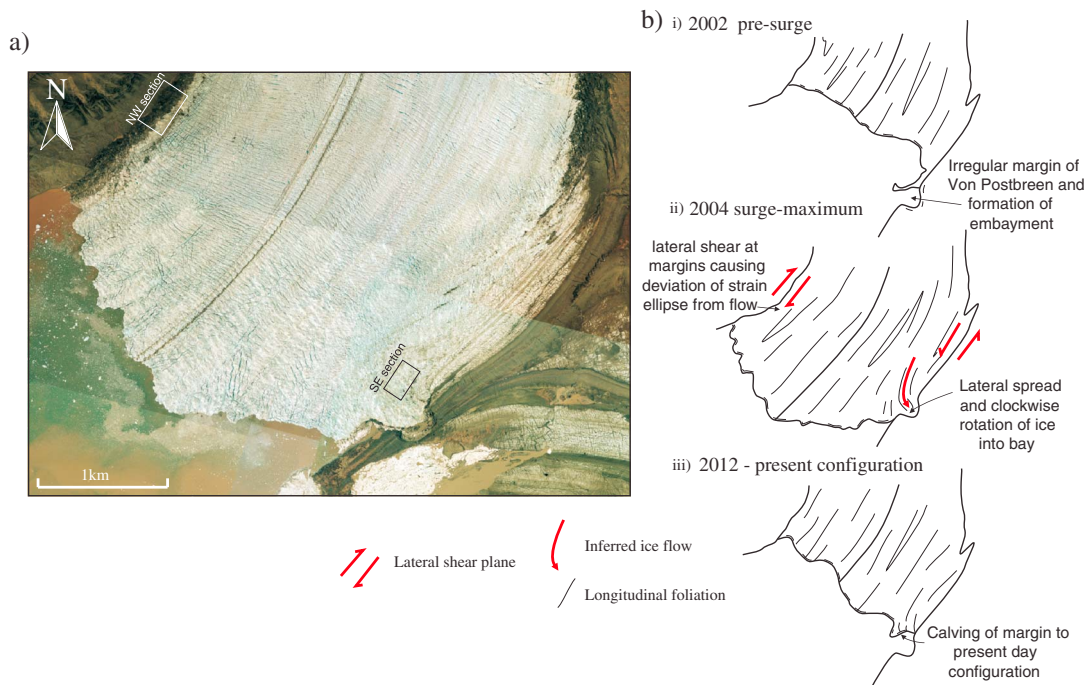 a)
N
NW section
SE section
1km
b)
i) 2002 pre-surge
Irregular margin of
Von Postbreen and
formation of
embayment
ii) 2004 surge-maximum
lateral shear at
margins causing
deviation of strain
ellipse from flow
Lateral spread
and clockwise
rotation of ice
into bay
iii) 2012 - present configuration
Calving of margin to
present day
configuration
Lateral shear plane
Inferred ice flow
Longitudinal foliation